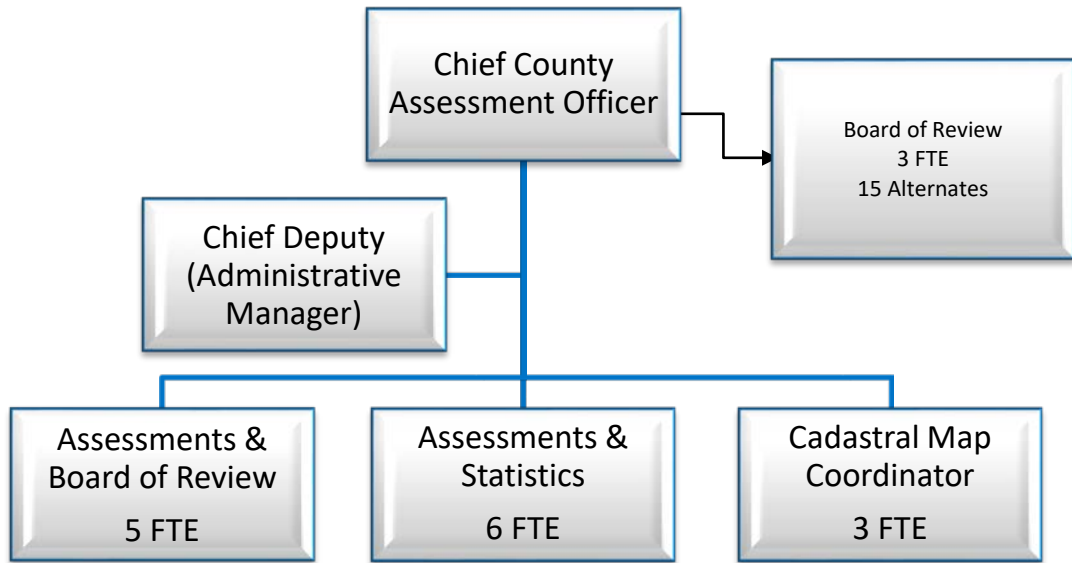 Chief County
Assessment Officer
Board of Review
3 FTE
15 Alternates
Chief Deputy
(Administrative
Manager)
Assessments &
Board of Review
5 FTE
Assessments &
Statistics
6 FTE
Cadastral Map
Coordinator
3 FTE